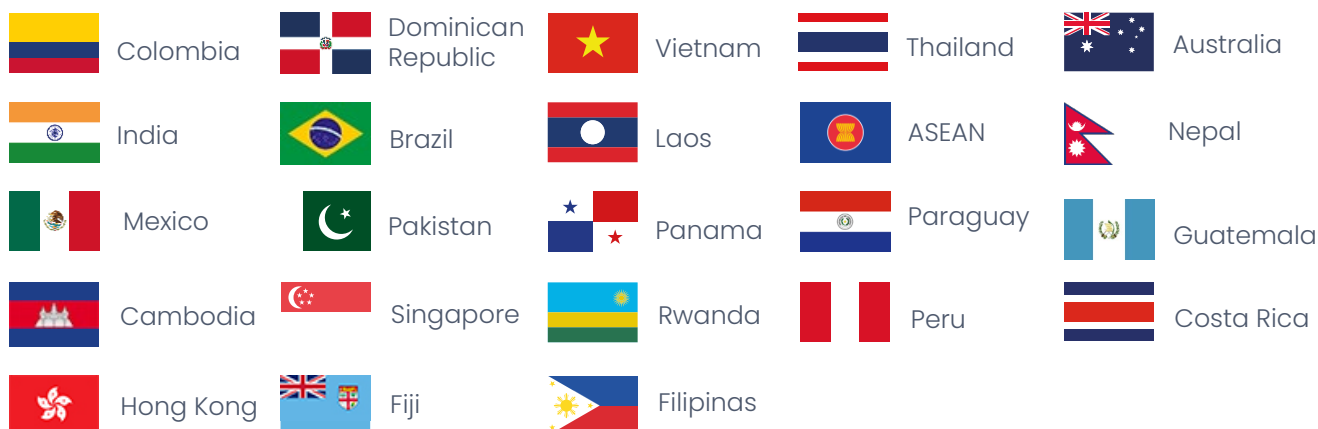 Colombia
Dominican
Republic
Vietnam
Thailand
Australia
India
Brazil
Laos
ASEAN
Nepal
Mexico
Pakistan
Panama
Paraguay
Guatemala
Cambodia
Singapore
Rwanda
Peru
Costa Rica
Hong Kong
Fiji
Filipinas